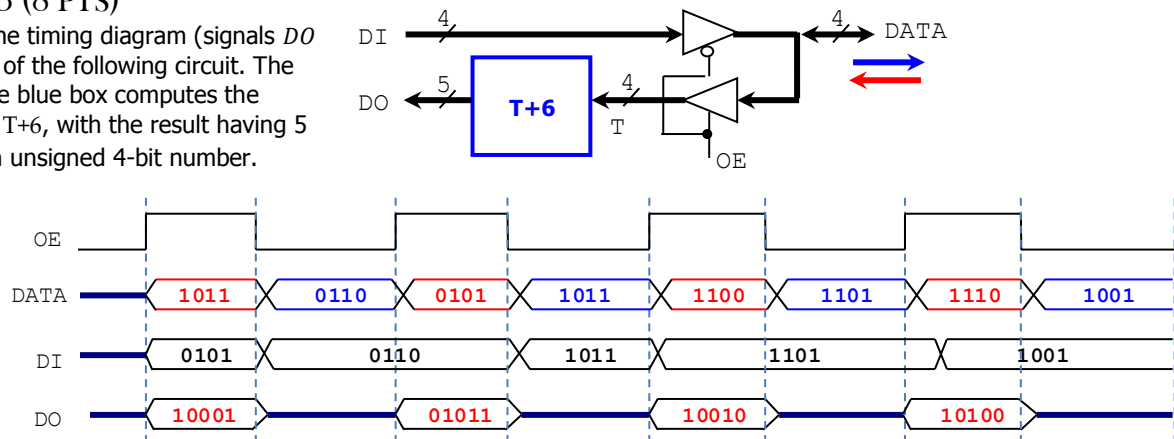 (8 PTS)
the timing diagram (signals DO
of the following circuit. The
blue box computes the
T+6, with the result having 5
unsigned 4-bit number.
DI 4 4 DATA
DO 5 T+6 4
T
OE
OE
DATA 1011 0110 0101 1011 1100 1101 1110 1001
DI 0101 0110 1011 1101 1001
DO 10001 01011 10010 10100